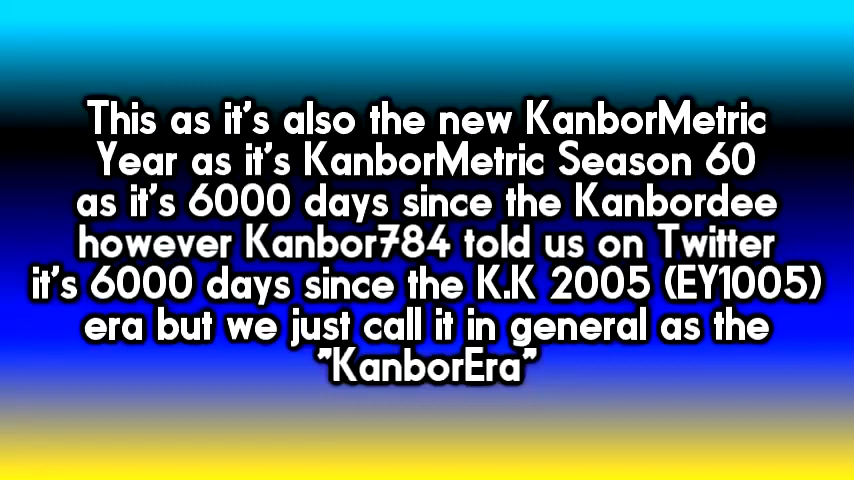 This as it's also the new KanborMetric
Year as it's KanborMetric Season 60
as it's 6000 days since the Kanbordee
however Kanbor784 told us on Twitter
it's 6000 days since the K.K 2005 (EY1005)
era but we just call it in general as the
"KanborEra"